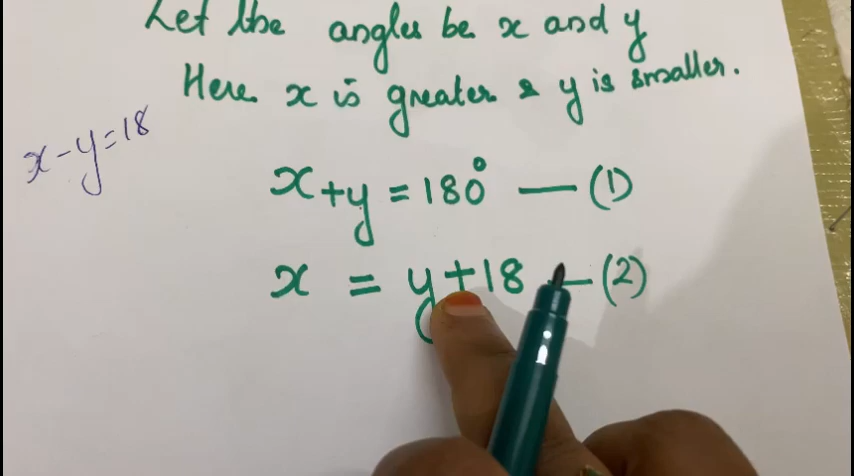 Let the angles be x and y
Here x is greater & y is smaller.
x-y=18
x+y = 180° — (1)
x = y+18 — (2)